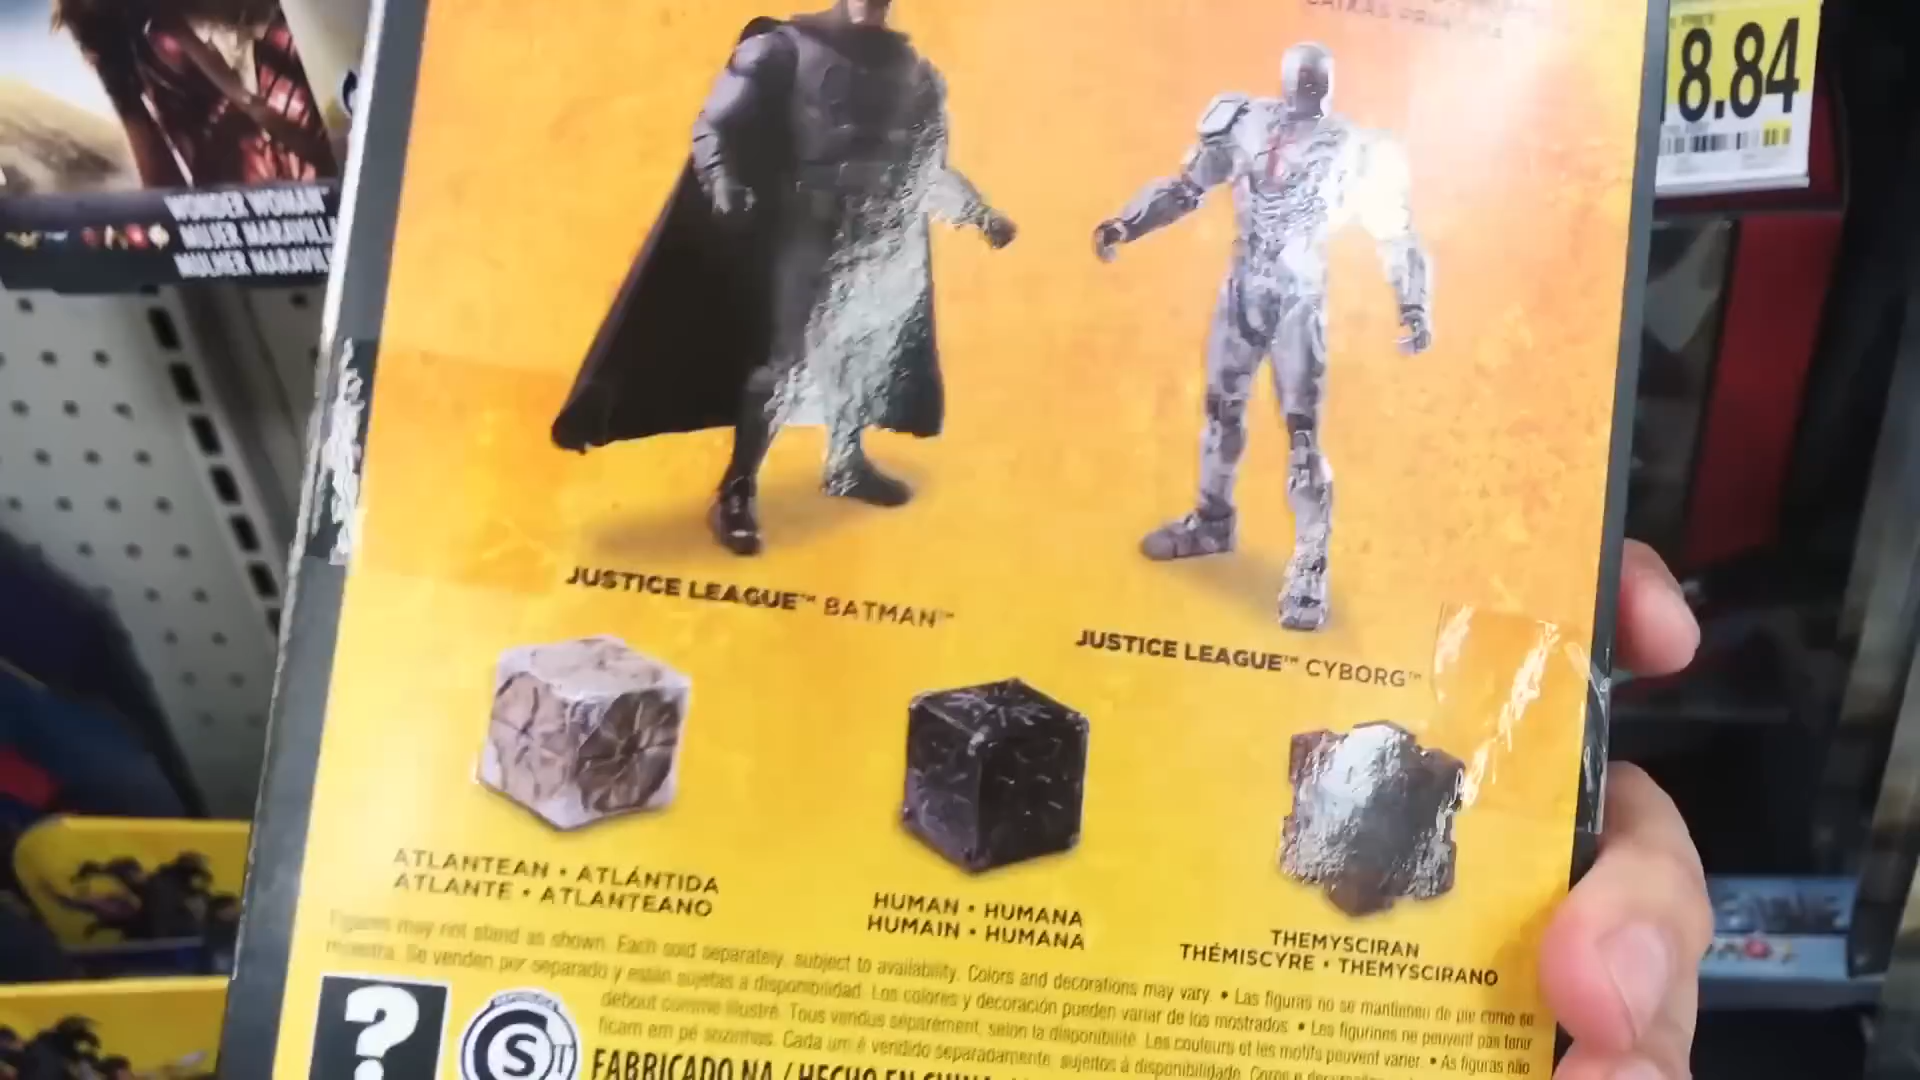 8.84
WONDER WOMAN™
MUJER MARAVILLA
MULHER MARAVIL
JUSTICE LEAGUE™ BATMAN™
JUSTICE LEAGUE™ CYBORG™
ATLANTEAN • ATLÁNTIDA
ATLANTE • ATLANTEANO
HUMAN • HUMANA
HUMAIN • HUMANA
THEMYSCIRAN
THÉMISCYRE • THEMYSCIRANO
Figures may not stand as shown. Each sold separately, subject to availability. Colors and decorations may vary. • Las figuras no se mantienen de pie como se
muestra. Se venden por separado y están sujetas a disponibilidad. Los colores y decoración pueden variar de los mostrados. • Les figurines ne peuvent pas tenir
debout comme illustré. Tous vendus séparément, selon la disponibilité. Les couleurs et les motifs peuvent varier. • As figuras não
ficam em pé sozinhas. Cada um é vendido separadamente, sujeitos à disponibilidade.
?
S
FABRICADO NA / HECHO EN CHINA